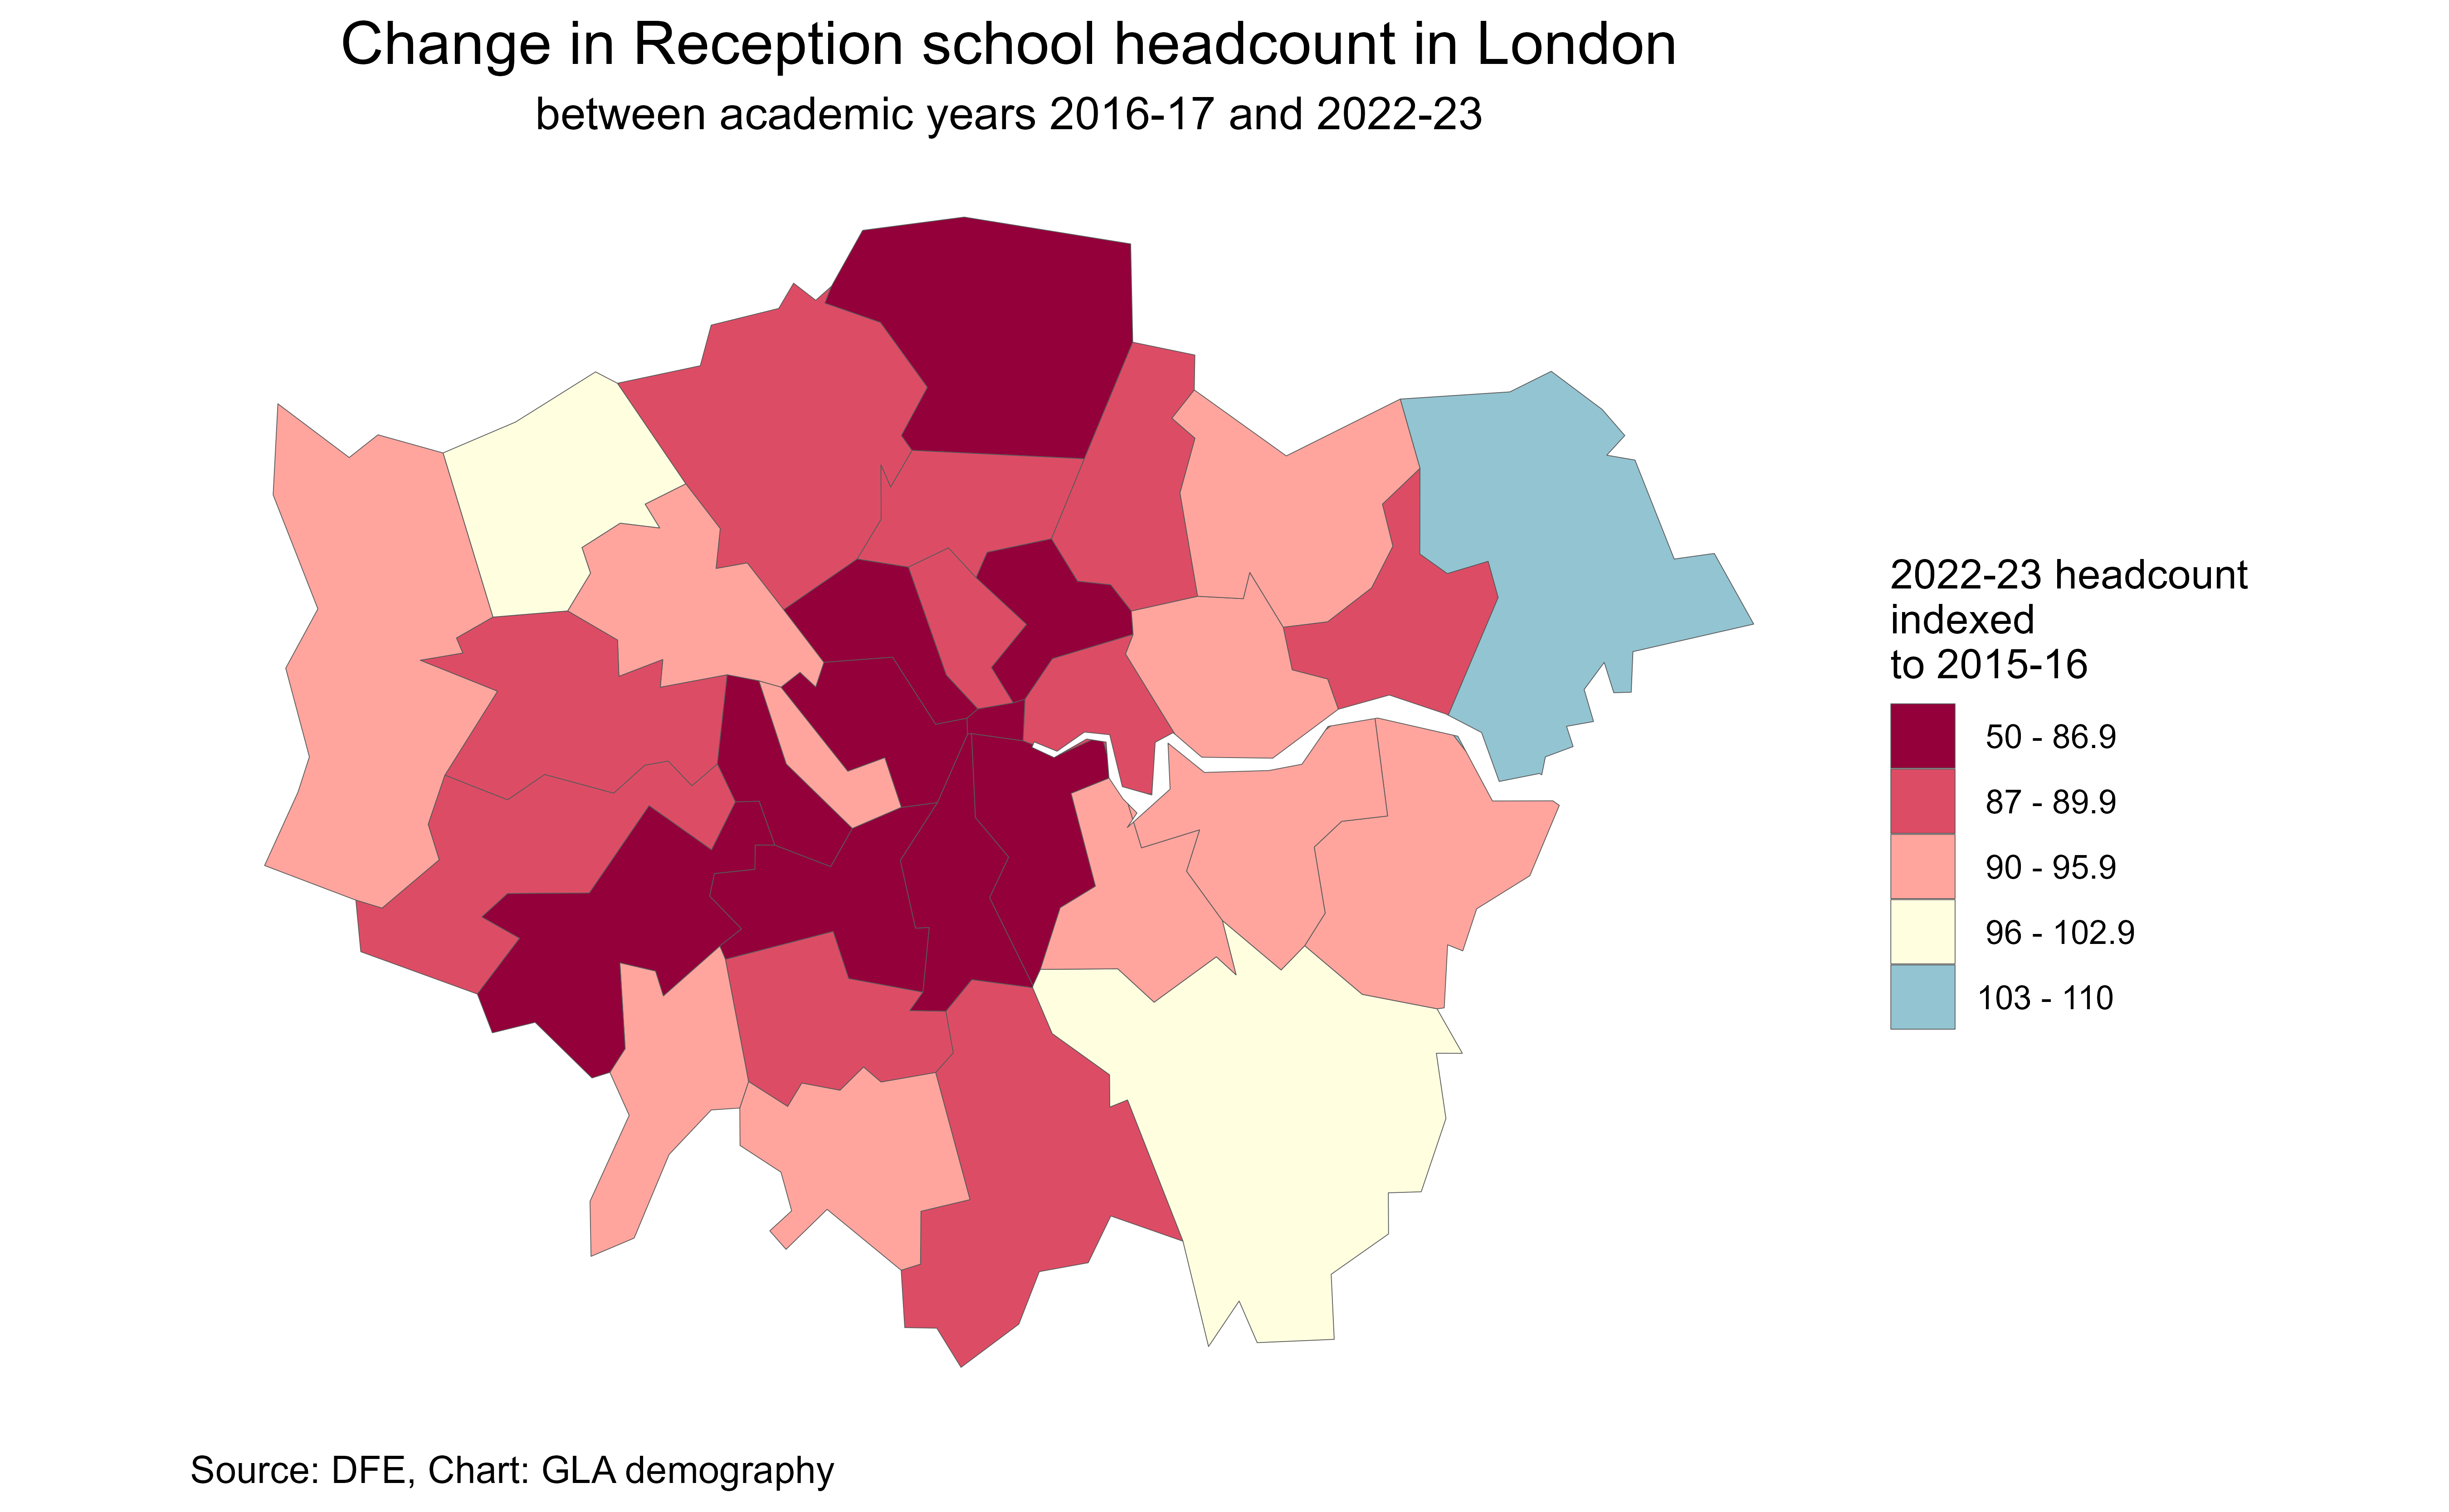 Change in Reception school headcount in London
between academic years 2016-17 and 2022-23
2022-23 headcount
indexed
to 2015-16
50 - 86.9
87 - 89.9
90 - 95.9
96 - 102.9
103 - 110
Source: DFE, Chart: GLA demography